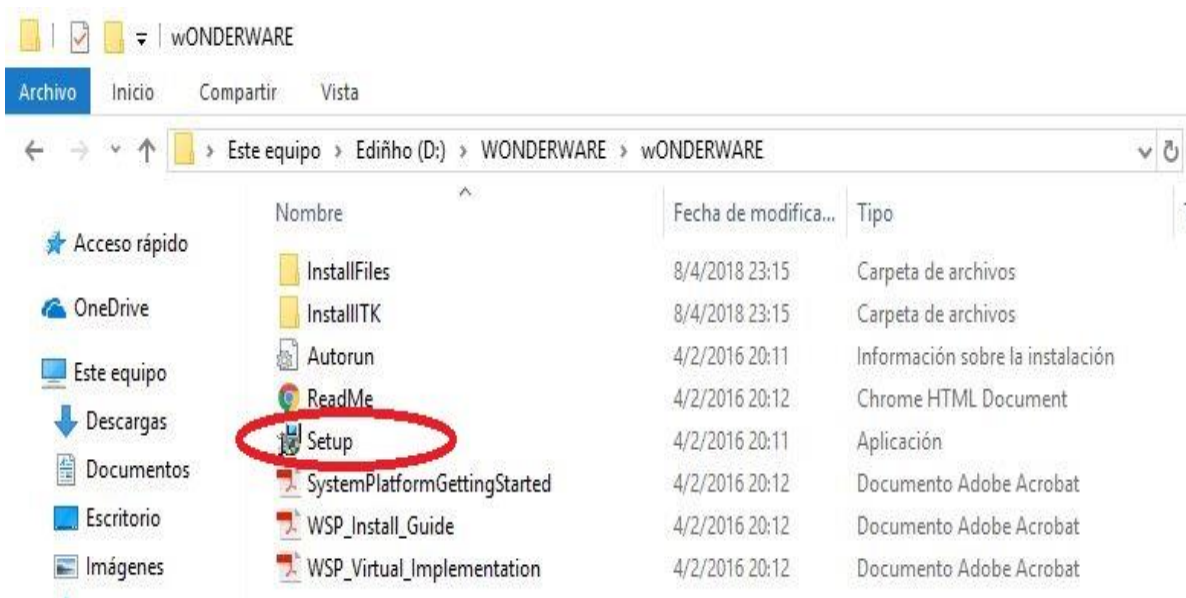 wONDERWARE
Archivo Inicio Compartir Vista
Este equipo > Ediñho (D:) > WONDERWARE > wONDERWARE
Nombre Fecha de modifica... Tipo
Acceso rápido
OneDrive
Este equipo
Descargas
Documentos
Escritorio
Imágenes
InstallFiles 8/4/2018 23:15 Carpeta de archivos
InstallITK 8/4/2018 23:15 Carpeta de archivos
Autorun 4/2/2016 20:11 Información sobre la instalación
ReadMe 4/2/2016 20:12 Chrome HTML Document
Setup 4/2/2016 20:11 Aplicación
SystemPlatformGettingStarted 4/2/2016 20:12 Documento Adobe Acrobat
WSP_Install_Guide 4/2/2016 20:12 Documento Adobe Acrobat
WSP_Virtual_Implementation 4/2/2016 20:12 Documento Adobe Acrobat